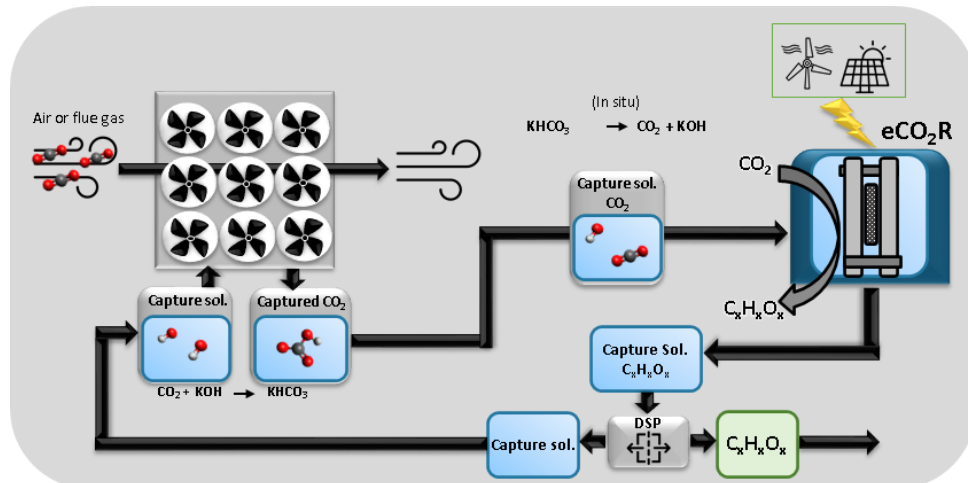 Air or flue gas
(In situ)
KHCO₃ → CO₂ + KOH
eCO₂R
CO₂
CₓHₓOₓ
Capture sol.
CO₂
Capture sol.
Captured CO₂
CO₂ + KOH → KHCO₃
Capture Sol.
CₓHₓOₓ
DSP
Capture sol.
CₓHₓOₓ